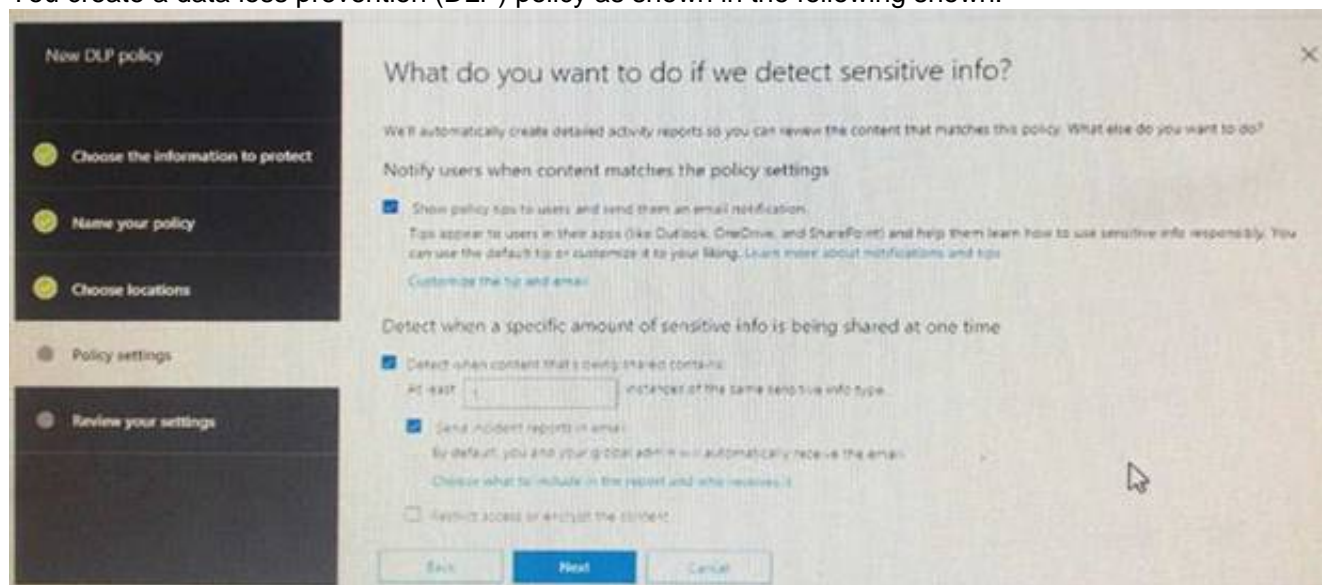 You create a data loss prevention (DLP) policy as shown in the following shown:
New DLP policy
Choose the information to protect
Name your policy
Choose locations
Policy settings
Review your settings
What do you want to do if we detect sensitive info?
We'll automatically create detailed activity reports so you can review the content that matches this policy. What else do you want to do?
Notify users when content matches the policy settings
Show policy tips to users and send them an email notification.
Tips appear to users in their apps (like Outlook, OneDrive, and SharePoint) and help them learn how to use sensitive info responsibly. You
can use the default tip or customize it to your liking. Learn more about notifications and tips
Customize the tip and email
Detect when a specific amount of sensitive info is being shared at one time
Detect when content that's being shared contains:
At least 1 instances of the same sensitive info type.
Send incident reports in email
By default, you and your global admin will automatically receive the email.
Choose what to include in the report and who receives it
Restrict access or encrypt the content
Back
Next
Cancel